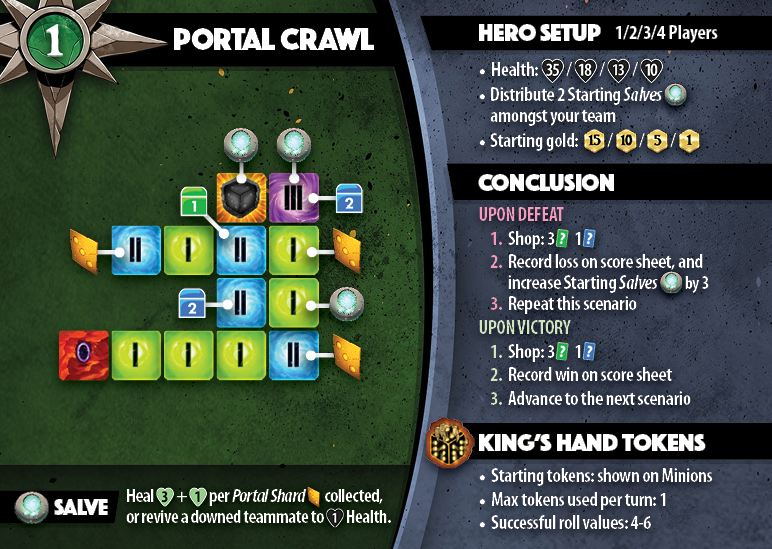 1
PORTAL CRAWL
III
1
2
II
I
II
I
2
II
I
I
I
I
II
SALVE
Heal 3 + 1 per Portal Shard collected,
or revive a downed teammate to 1 Health.
HERO SETUP 1/2/3/4 Players
• Health: 35 / 18 / 13 / 10
• Distribute 2 Starting Salves
amongst your team
• Starting gold: 15 / 10 / 5 / 1
CONCLUSION
UPON DEFEAT
1. Shop: 3 ? 1 ?
2. Record loss on score sheet, and
increase Starting Salves by 3
3. Repeat this scenario
UPON VICTORY
1. Shop: 3 ? 1 ?
2. Record win on score sheet
3. Advance to the next scenario
KING'S HAND TOKENS
• Starting tokens: shown on Minions
• Max tokens used per turn: 1
• Successful roll values: 4-6